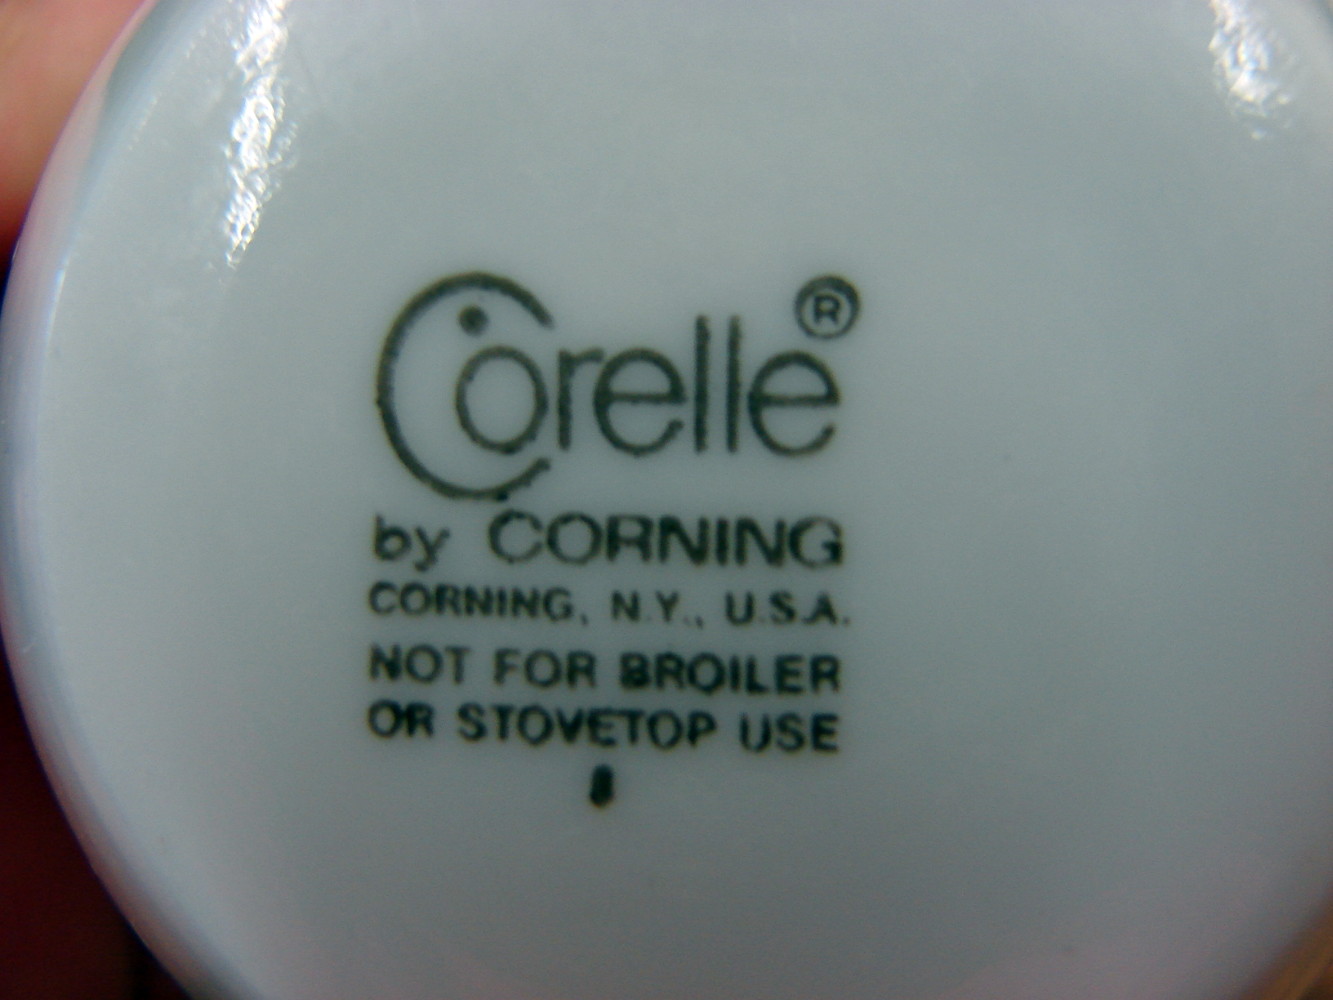 Corelle®
by CORNING
CORNING, N.Y., U.S.A.
NOT FOR BROILER
OR STOVETOP USE